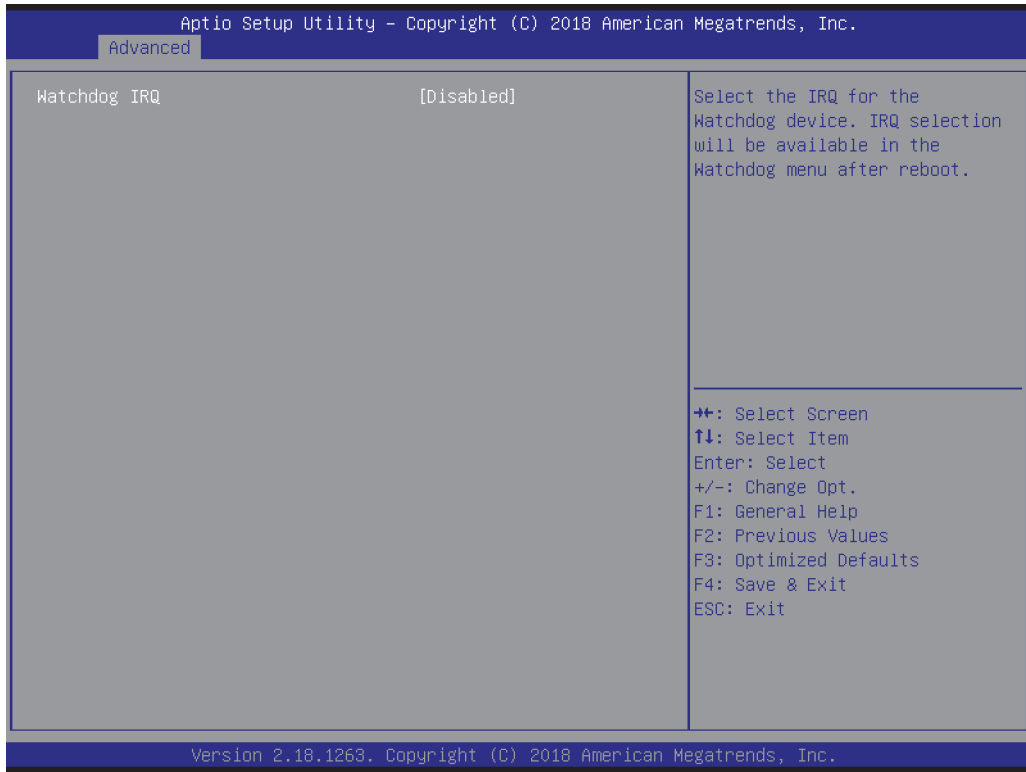 Aptio Setup Utility – Copyright (C) 2018 American Megatrends, Inc.
Advanced
Watchdog IRQ [Disabled]
Select the IRQ for the
Watchdog device. IRQ selection
will be available in the
Watchdog menu after reboot.
→←: Select Screen
↑↓: Select Item
Enter: Select
+/-: Change Opt.
F1: General Help
F2: Previous Values
F3: Optimized Defaults
F4: Save & Exit
ESC: Exit
Version 2.18.1263. Copyright (C) 2018 American Megatrends, Inc.